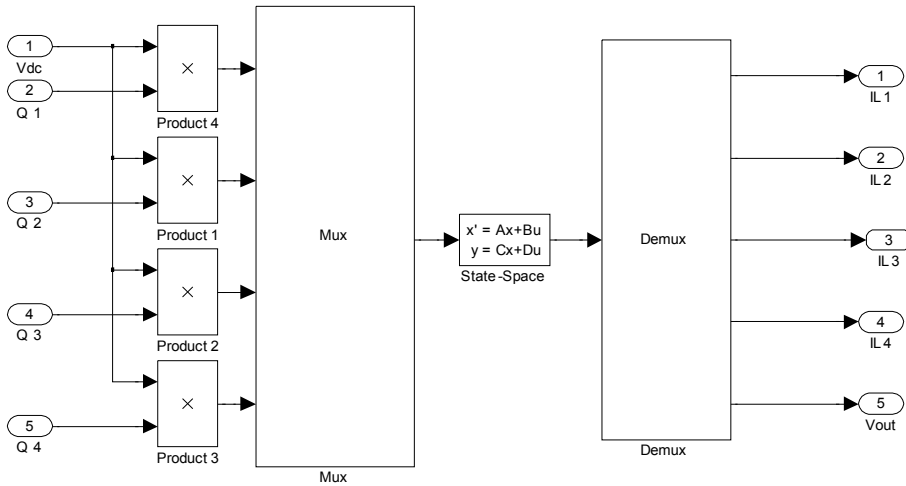 1
Vdc
2
Q 1
3
Q 2
4
Q 3
5
Q 4
×
Product 4
×
Product 1
×
Product 2
×
Product 3
Mux
Mux
x' = Ax+Bu
y = Cx+Du
State-Space
Demux
Demux
1
IL 1
2
IL 2
3
IL 3
4
IL 4
5
Vout